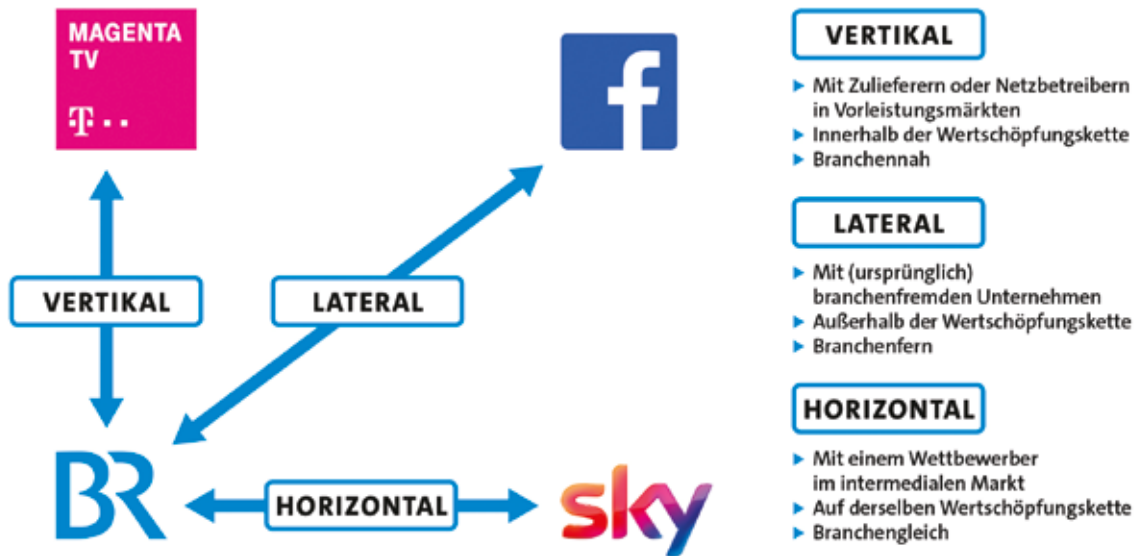 MAGENTA
TV
T
f
VERTIKAL
LATERAL
BR
HORIZONTAL
sky
VERTIKAL
Mit Zulieferern oder Netzbetreibern
in Vorleistungsmärkten
Innerhalb der Wertschöpfungskette
Branchennah
LATERAL
Mit (ursprünglich)
branchenfremden Unternehmen
Außerhalb der Wertschöpfungskette
Branchenfern
HORIZONTAL
Mit einem Wettbewerber
im intermedialen Markt
Auf derselben Wertschöpfungskette
Branchengleich